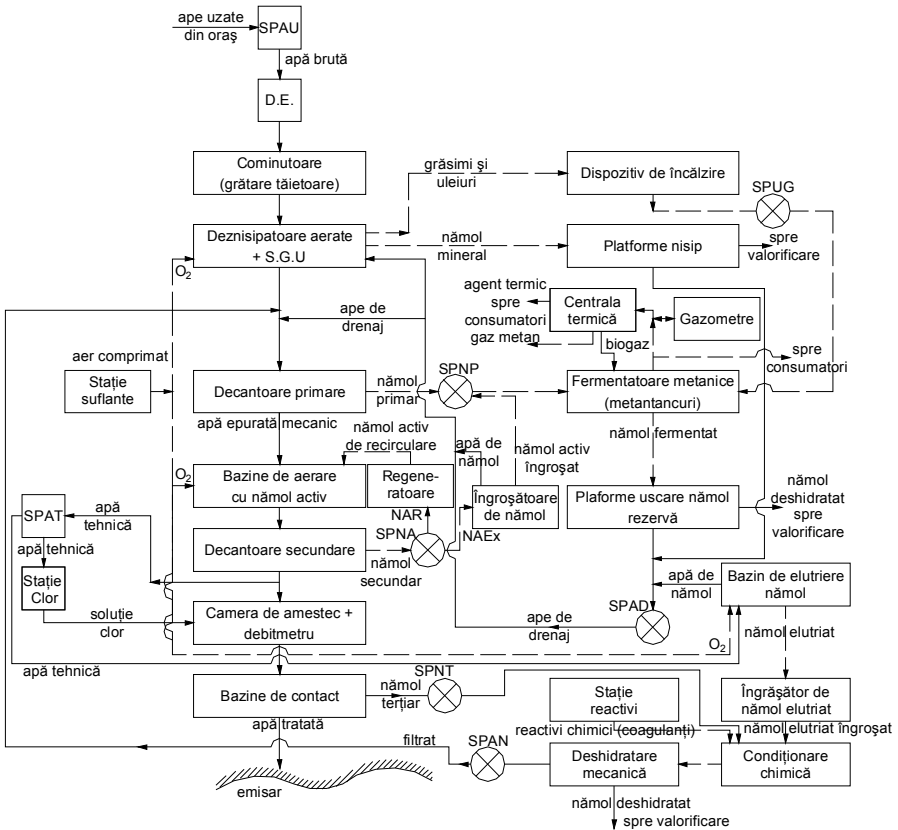 ape uzate
din oraş
SPAU
apă brută
D.E.
Cominutoare
(grătare tăietoare)
grăsimi şi
uleiuri
Dispozitiv de încălzire
SPUG
Deznisipatoare aerate
+ S.G.U
nămol
mineral
Platforme nisip
spre
valorificare
O2
ape de
drenaj
agent termic
spre
consumatori
gaz metan
Centrala
termică
Gazometre
biogaz
spre
consumatori
aer comprimat
Staţie
suflante
Decantoare primare
nămol
primar
SPNP
Fermentatoare metanice
(metantancuri)
apă epurată mecanic
nămol activ
de recirculare
apă de
nămol
nămol activ
îngroşat
nămol fermentat
O2
Bazine de aerare
cu nămol activ
Regene-
ratoare
Îngroşătoare
de nămol
Plaforme uscare nămol
rezervă
nămol
deshidratat
spre
valorificare
SPAT
apă
tehnică
NAR
SPNA
NAEx
apă tehnică
Decantoare secundare
nămol
secundar
Staţie
Clor
apă de
nămol
Bazin de elutriere
nămol
soluţie
clor
Camera de amestec +
debitmetru
ape de
drenaj
SPAD
O2
nămol elutriat
apă tehnică
Bazine de contact
nămol
terţiar
SPNT
Staţie
reactivi
Îngrăşător de
nămol elutriat
apă tratată
reactivi chimici (coagulanţi)
nămol elutriat îngroşat
filtrat
SPAN
Deshidratare
mecanică
Condiţionare
chimică
emisar
nămol deshidratat
spre valorificare